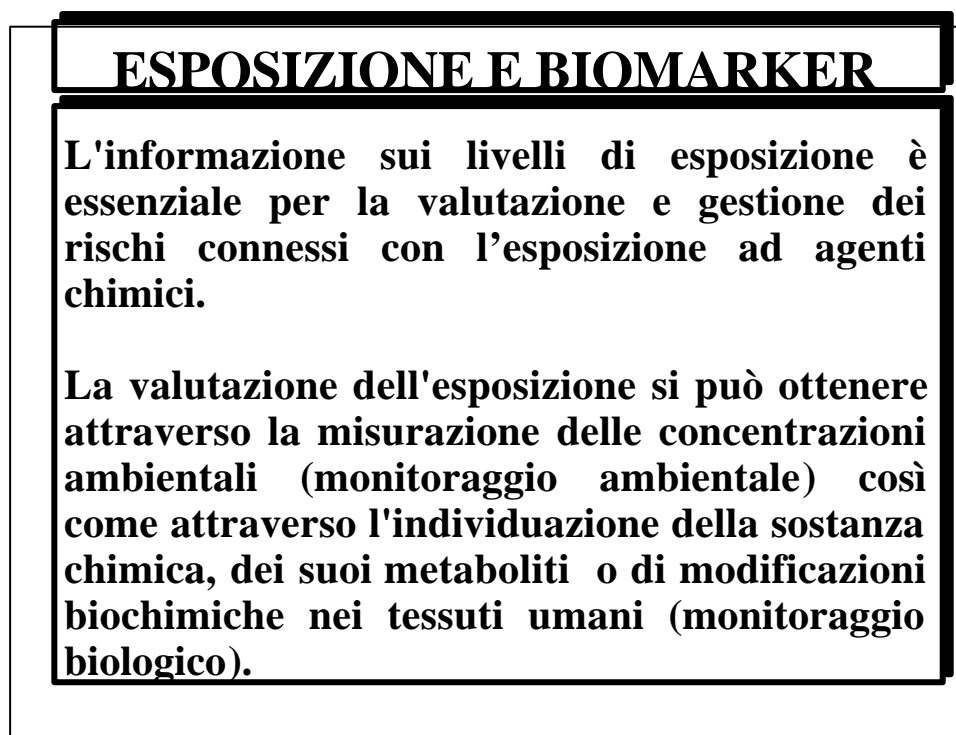 ESPOSIZIONE E BIOMARKER
L'informazione sui livelli di esposizione è
essenziale per la valutazione e gestione dei
rischi connessi con l’esposizione ad agenti
chimici.
La valutazione dell'esposizione si può ottenere
attraverso la misurazione delle concentrazioni
ambientali (monitoraggio ambientale) così
come attraverso l'individuazione della sostanza
chimica, dei suoi metaboliti o di modificazioni
biochimiche nei tessuti umani (monitoraggio
biologico).